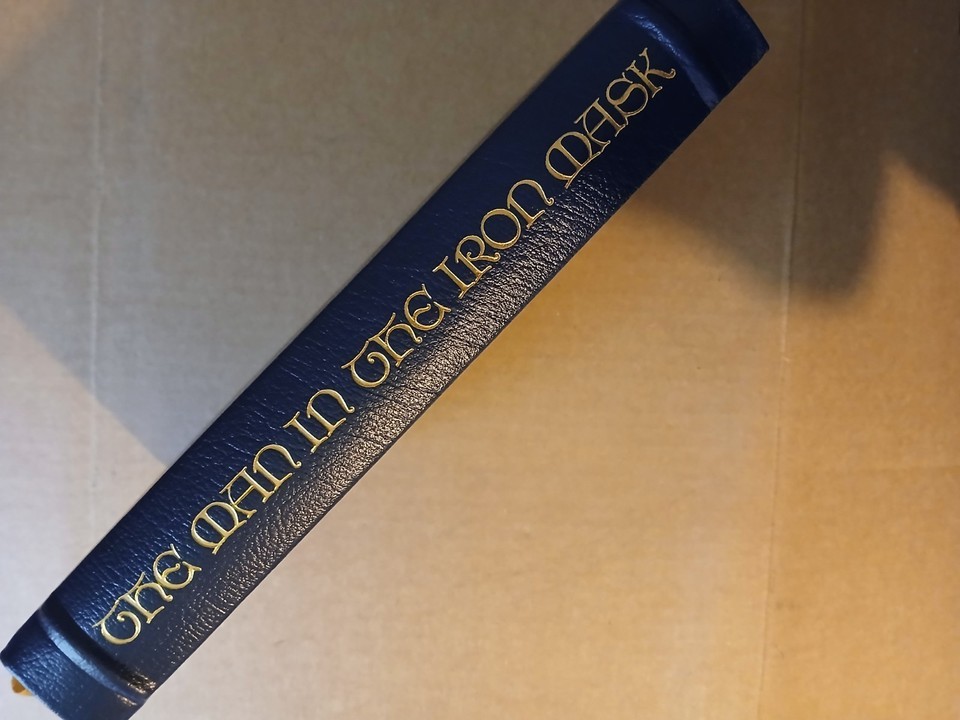 THE MAN IN THE IRON MASK